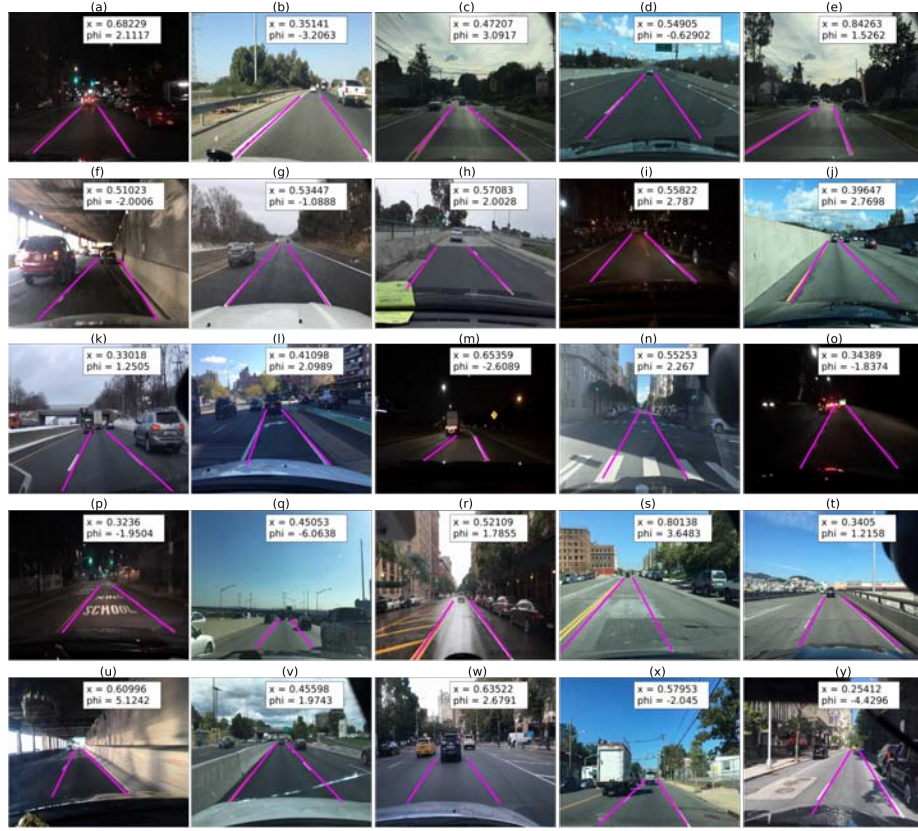 (a)
(b)
(c)
(d)
(e)
x = 0.68229
phi = 2.1117
x = 0.35141
phi = -3.2063
x = 0.47207
phi = 3.0917
x = 0.54905
phi = -0.62902
x = 0.84263
phi = 1.5262
(f)
(g)
(h)
(i)
(j)
x = 0.51023
phi = -2.0006
x = 0.53447
phi = -1.0888
x = 0.57083
phi = 2.0028
x = 0.55822
phi = 2.787
x = 0.39647
phi = 2.7698
(k)
(l)
(m)
(n)
(o)
x = 0.33018
phi = 1.2505
x = 0.41098
phi = 2.0989
x = 0.65359
phi = -2.6089
x = 0.55253
phi = 2.267
x = 0.34389
phi = -1.8374
(p)
(q)
(r)
(s)
(t)
x = 0.3236
phi = -1.9504
x = 0.45053
phi = -6.0638
x = 0.52109
phi = 1.7855
x = 0.80138
phi = 3.6483
x = 0.3405
phi = 1.2158
SCHOOL
(u)
(v)
(w)
(x)
(y)
x = 0.60996
phi = 5.1242
x = 0.45598
phi = 1.9743
x = 0.63522
phi = 2.6791
x = 0.57953
phi = -2.045
x = 0.25412
phi = -4.4296